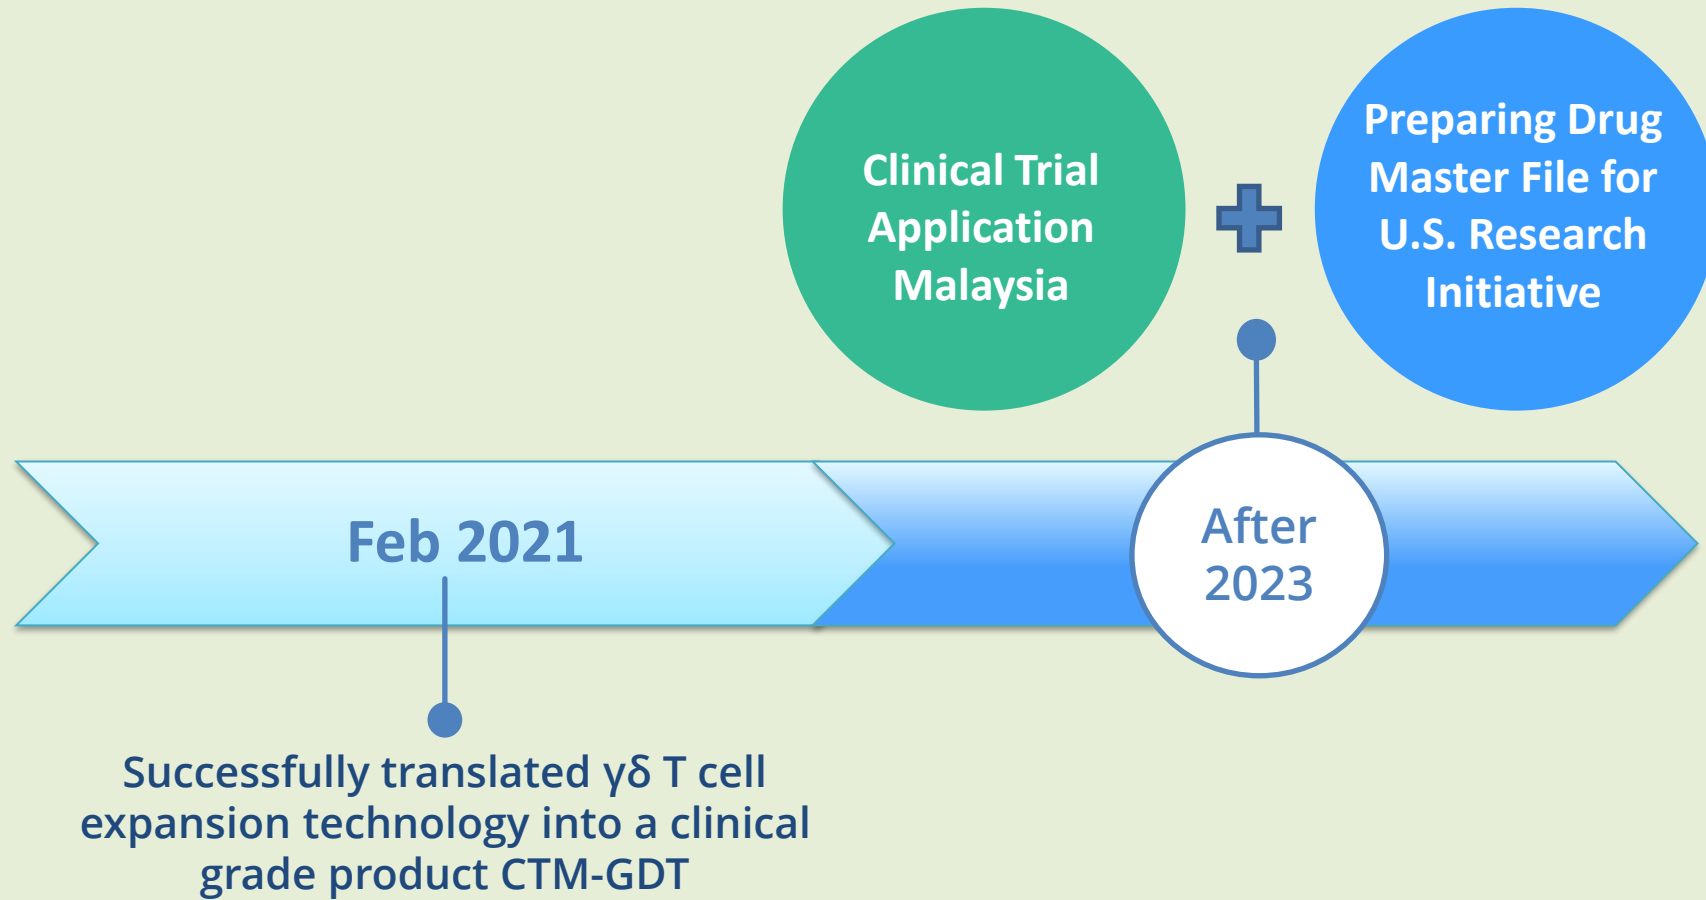 Clinical Trial
Application
Malaysia
Preparing Drug
Master File for
U.S. Research
Initiative
Feb 2021
After
2023
Successfully translated γδ T cell
expansion technology into a clinical
grade product CTM-GDT